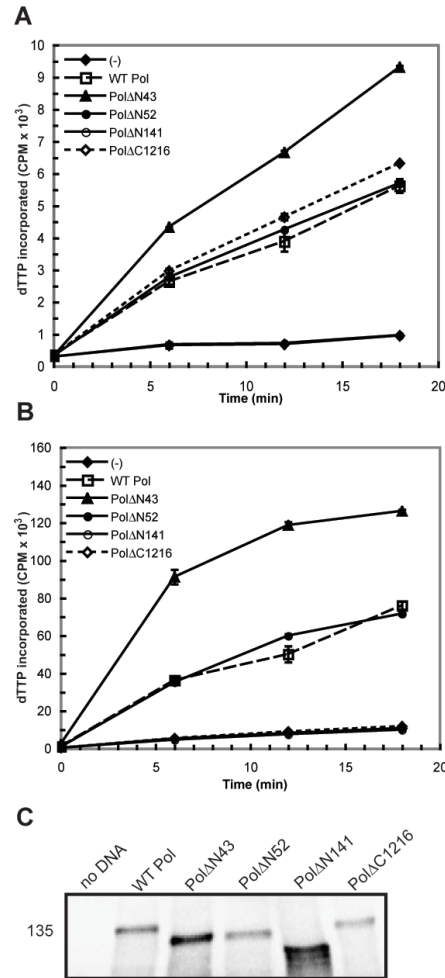 A
dTTP incorporated (CPM x 10³)
10
9
8
7
6
5
4
3
2
1
0
(-)
WT Pol
PolΔN43
PolΔN52
PolΔN141
PolΔC1216
0 5 10 15 20
Time (min)
B
dTTP incorporated (CPM x 10³)
160
140
120
100
80
60
40
20
0
(-)
WT Pol
PolΔN43
PolΔN52
PolΔN141
PolΔC1216
0 5 10 15 20
Time (min)
C
no DNA WT Pol PolΔN43 PolΔN52 PolΔN141 PolΔC1216
135